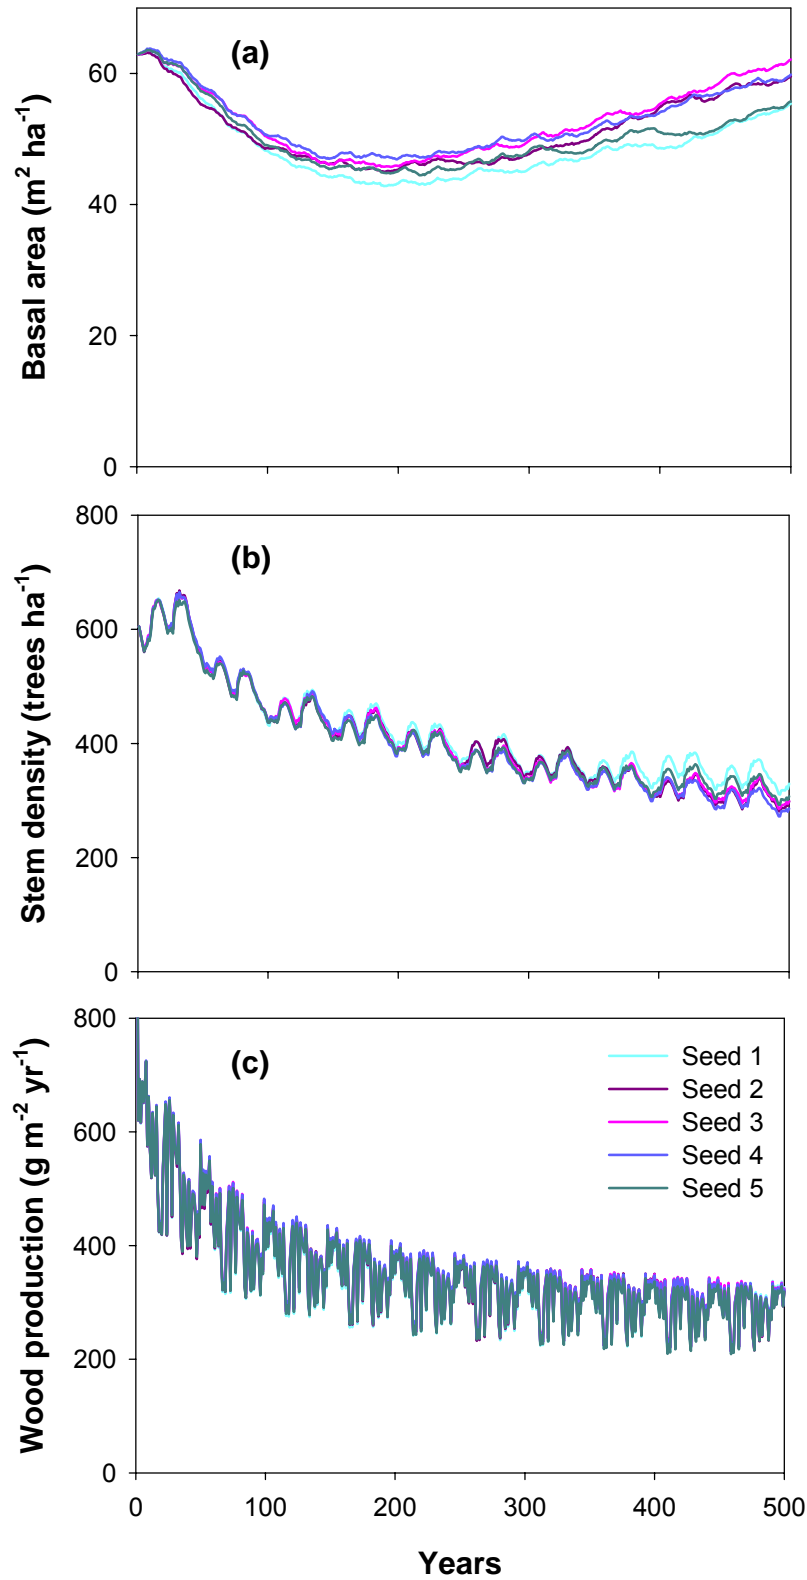 (a)
Basal area (m² ha⁻¹)
60
40
20
0
(b)
Stem density (trees ha⁻¹)
800
600
400
200
0
(c)
Wood production (g m⁻² yr⁻¹)
800
600
400
200
0
Seed 1
Seed 2
Seed 3
Seed 4
Seed 5
0 100 200 300 400 500
Years